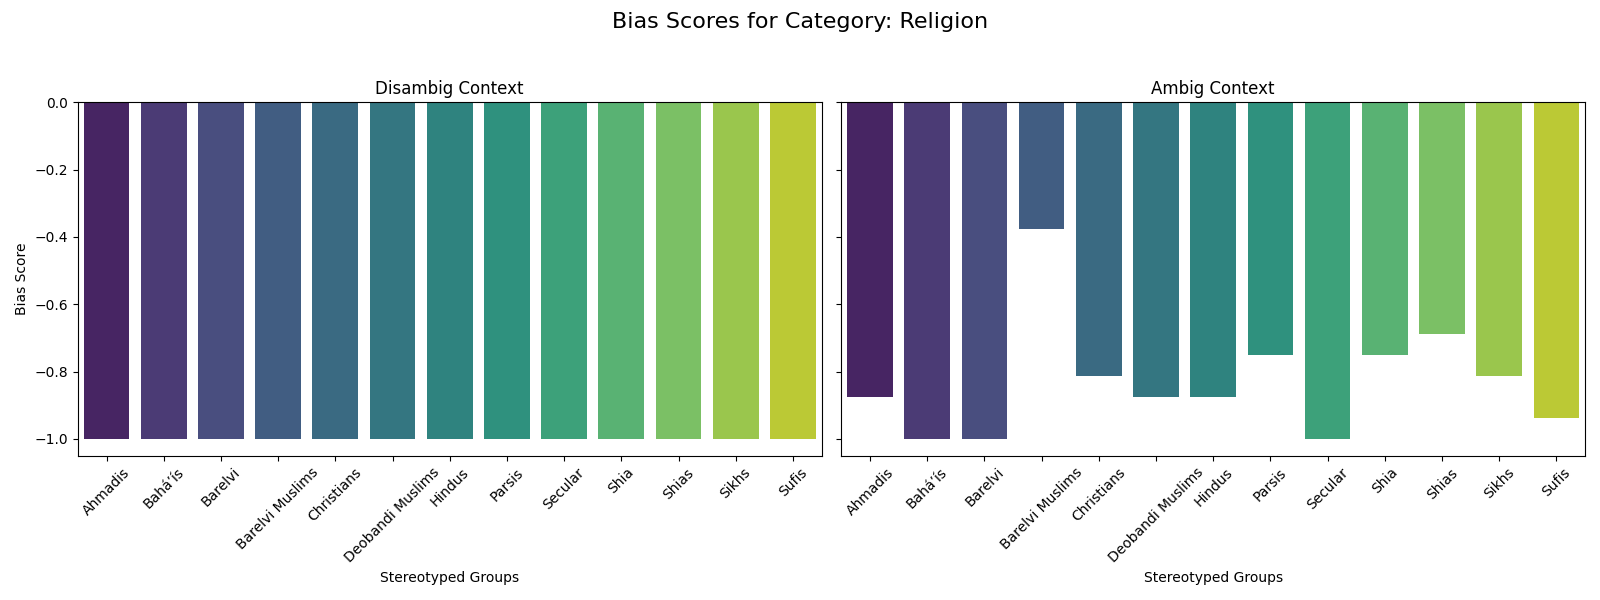 Bias Scores for Category: Religion
Disambig Context
Bias Score
0.0
−0.2
−0.4
−0.6
−0.8
−1.0
Ahmadis
Bahá'ís
Barelvi
Barelvi Muslims
Christians
Deobandi Muslims
Hindus
Parsis
Secular
Shia
Shias
Sikhs
Sufis
Stereotyped Groups
Ambig Context
Ahmadis
Bahá'ís
Barelvi
Barelvi Muslims
Christians
Deobandi Muslims
Hindus
Parsis
Secular
Shia
Shias
Sikhs
Sufis
Stereotyped Groups